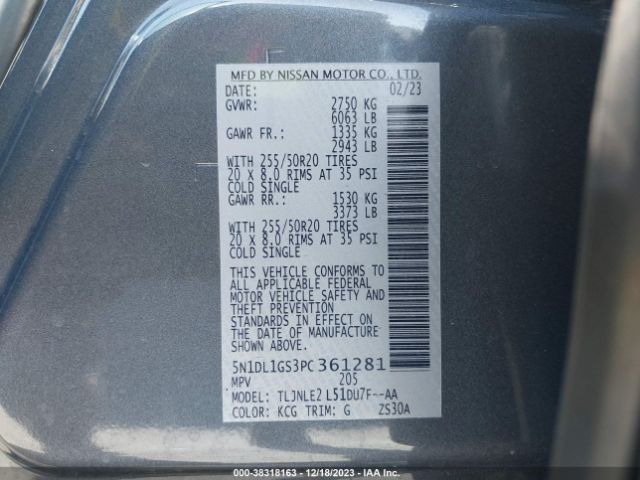 MFD BY NISSAN MOTOR CO., LTD.
DATE: 02/23
GVWR: 2750 KG
6063 LB
GAWR FR.: 1335 KG
2943 LB
WITH 255/50R20 TIRES
20 X 8.0 RIMS AT 35 PSI
COLD SINGLE
GAWR RR.: 1530 KG
3373 LB
WITH 255/50R20 TIRES
20 X 8.0 RIMS AT 35 PSI
COLD SINGLE
THIS VEHICLE CONFORMS TO
ALL APPLICABLE FEDERAL
MOTOR VEHICLE SAFETY AND
THEFT PREVENTION
STANDARDS IN EFFECT ON
THE DATE OF MANUFACTURE
SHOWN ABOVE.
5N1DL1GS3PC361281
MPV 205
MODEL: TLJNLE2 L51DU7F--AA
COLOR: KCG TRIM: G ZS30A
000-38318163 - 12/18/2023 - IAA Inc.